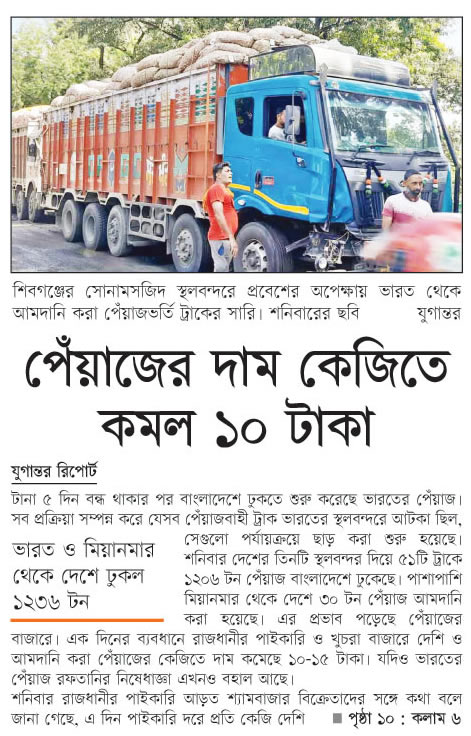 শিবগঞ্জের সোনামসজিদ স্থলবন্দরে প্রবেশের অপেক্ষায় ভারত থেকে
আমদানি করা পেঁয়াজভর্তি ট্রাকের সারি। শনিবারের ছবি যুগান্তর
পেঁয়াজের দাম কেজিতে
কমল ১০ টাকা
যুগান্তর রিপোর্ট
টানা ৫ দিন বন্ধ থাকার পর বাংলাদেশে ঢুকতে শুরু করেছে ভারতের পেঁয়াজ।
সব প্রক্রিয়া সম্পন্ন করে যেসব পেঁয়াজবাহী ট্রাক ভারতের স্থলবন্দরে আটকা ছিল,
ভারত ও মিয়ানমার
থেকে দেশে ঢুকল
১২৩৬ টন
সেগুলো পর্যায়ক্রয়ে ছাড় করা শুরু হয়েছে।
শনিবার দেশের তিনটি স্থলবন্দর দিয়ে ৫১টি ট্রাকে
১২০৬ টন পেঁয়াজ বাংলাদেশে ঢুকেছে। পাশাপাশি
মিয়ানমার থেকে দেশে ৩০ টন পেঁয়াজ আমদানি
করা হয়েছে। এর প্রভাব পড়েছে পেঁয়াজের
বাজারে। এক দিনের ব্যবধানে রাজধানীর পাইকারি ও খুচরা বাজারে দেশি ও
আমদানি করা পেঁয়াজের কেজিতে দাম কমেছে ১০-১৫ টাকা। যদিও ভারতের
পেঁয়াজ রফতানির নিষেধাজ্ঞা এখনও বহাল আছে।
শনিবার রাজধানীর পাইকারি আড়ত শ্যামবাজার বিক্রেতাদের সঙ্গে কথা বলে
জানা গেছে, এ দিন পাইকারি দরে প্রতি কেজি দেশি ■ পৃষ্ঠা ১০ : কলাম ৬